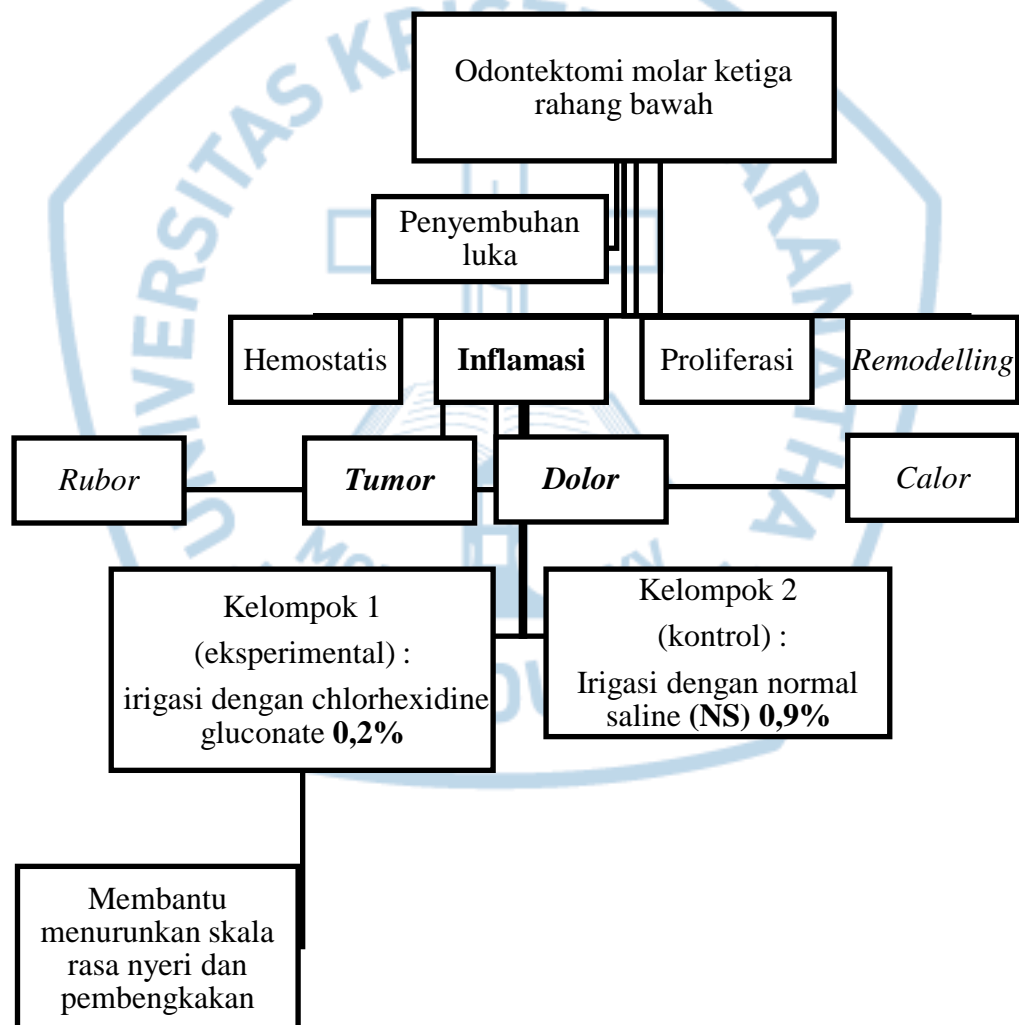 Odontektomi molar ketiga
rahang bawah
Penyembuhan
luka
Hemostatis
Inflamasi
Proliferasi
Remodelling
Rubor
Tumor
Dolor
Calor
Kelompok 1
(eksperimental) :
irigasi dengan chlorhexidine
gluconate 0,2%
Kelompok 2
(kontrol) :
Irigasi dengan normal
saline (NS) 0,9%
Membantu
menurunkan skala
rasa nyeri dan
pembengkakan